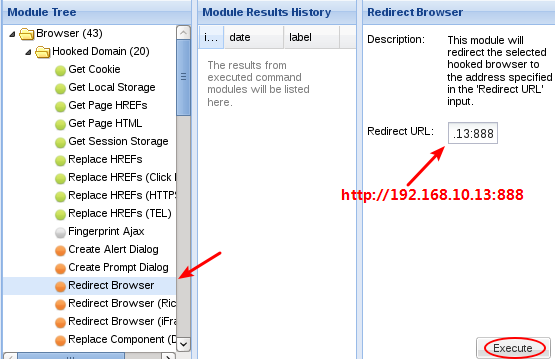 Module Tree
Browser (43)
Hooked Domain (20)
Get Cookie
Get Local Storage
Get Page HREFs
Get Page HTML
Get Session Storage
Replace HREFs
Replace HREFs (Click
Replace HREFs (HTTPS
Replace HREFs (TEL)
Fingerprint Ajax
Create Alert Dialog
Create Prompt Dialog
Redirect Browser
Redirect Browser (Ric
Redirect Browser (iFra
Replace Component (D
Module Results History
i... date label
The results from
executed command
modules will be listed
here.
Redirect Browser
Description: This module will
redirect the selected
hooked browser to
the address specified
in the 'Redirect URL'
input.
Redirect URL: .13:888
http://192.168.10.13:888
Execute